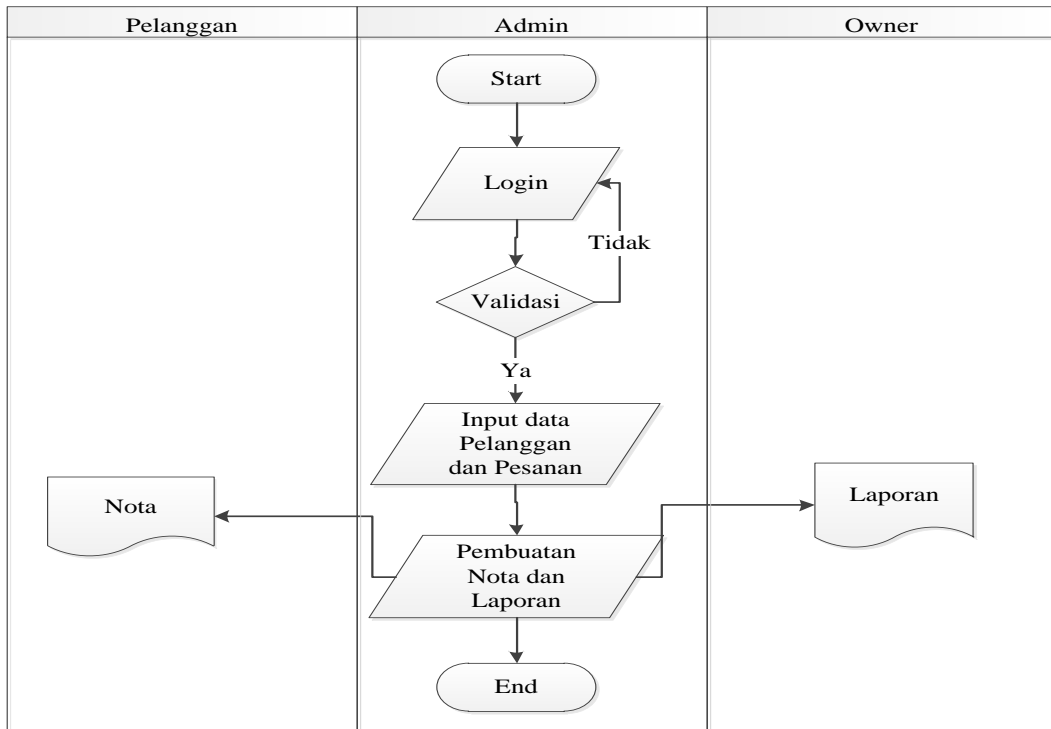 Pelanggan
Admin
Owner
Start
Login
Tidak
Validasi
Ya
Input data
Pelanggan
dan Pesanan
Nota
Laporan
Pembuatan
Nota dan
Laporan
End